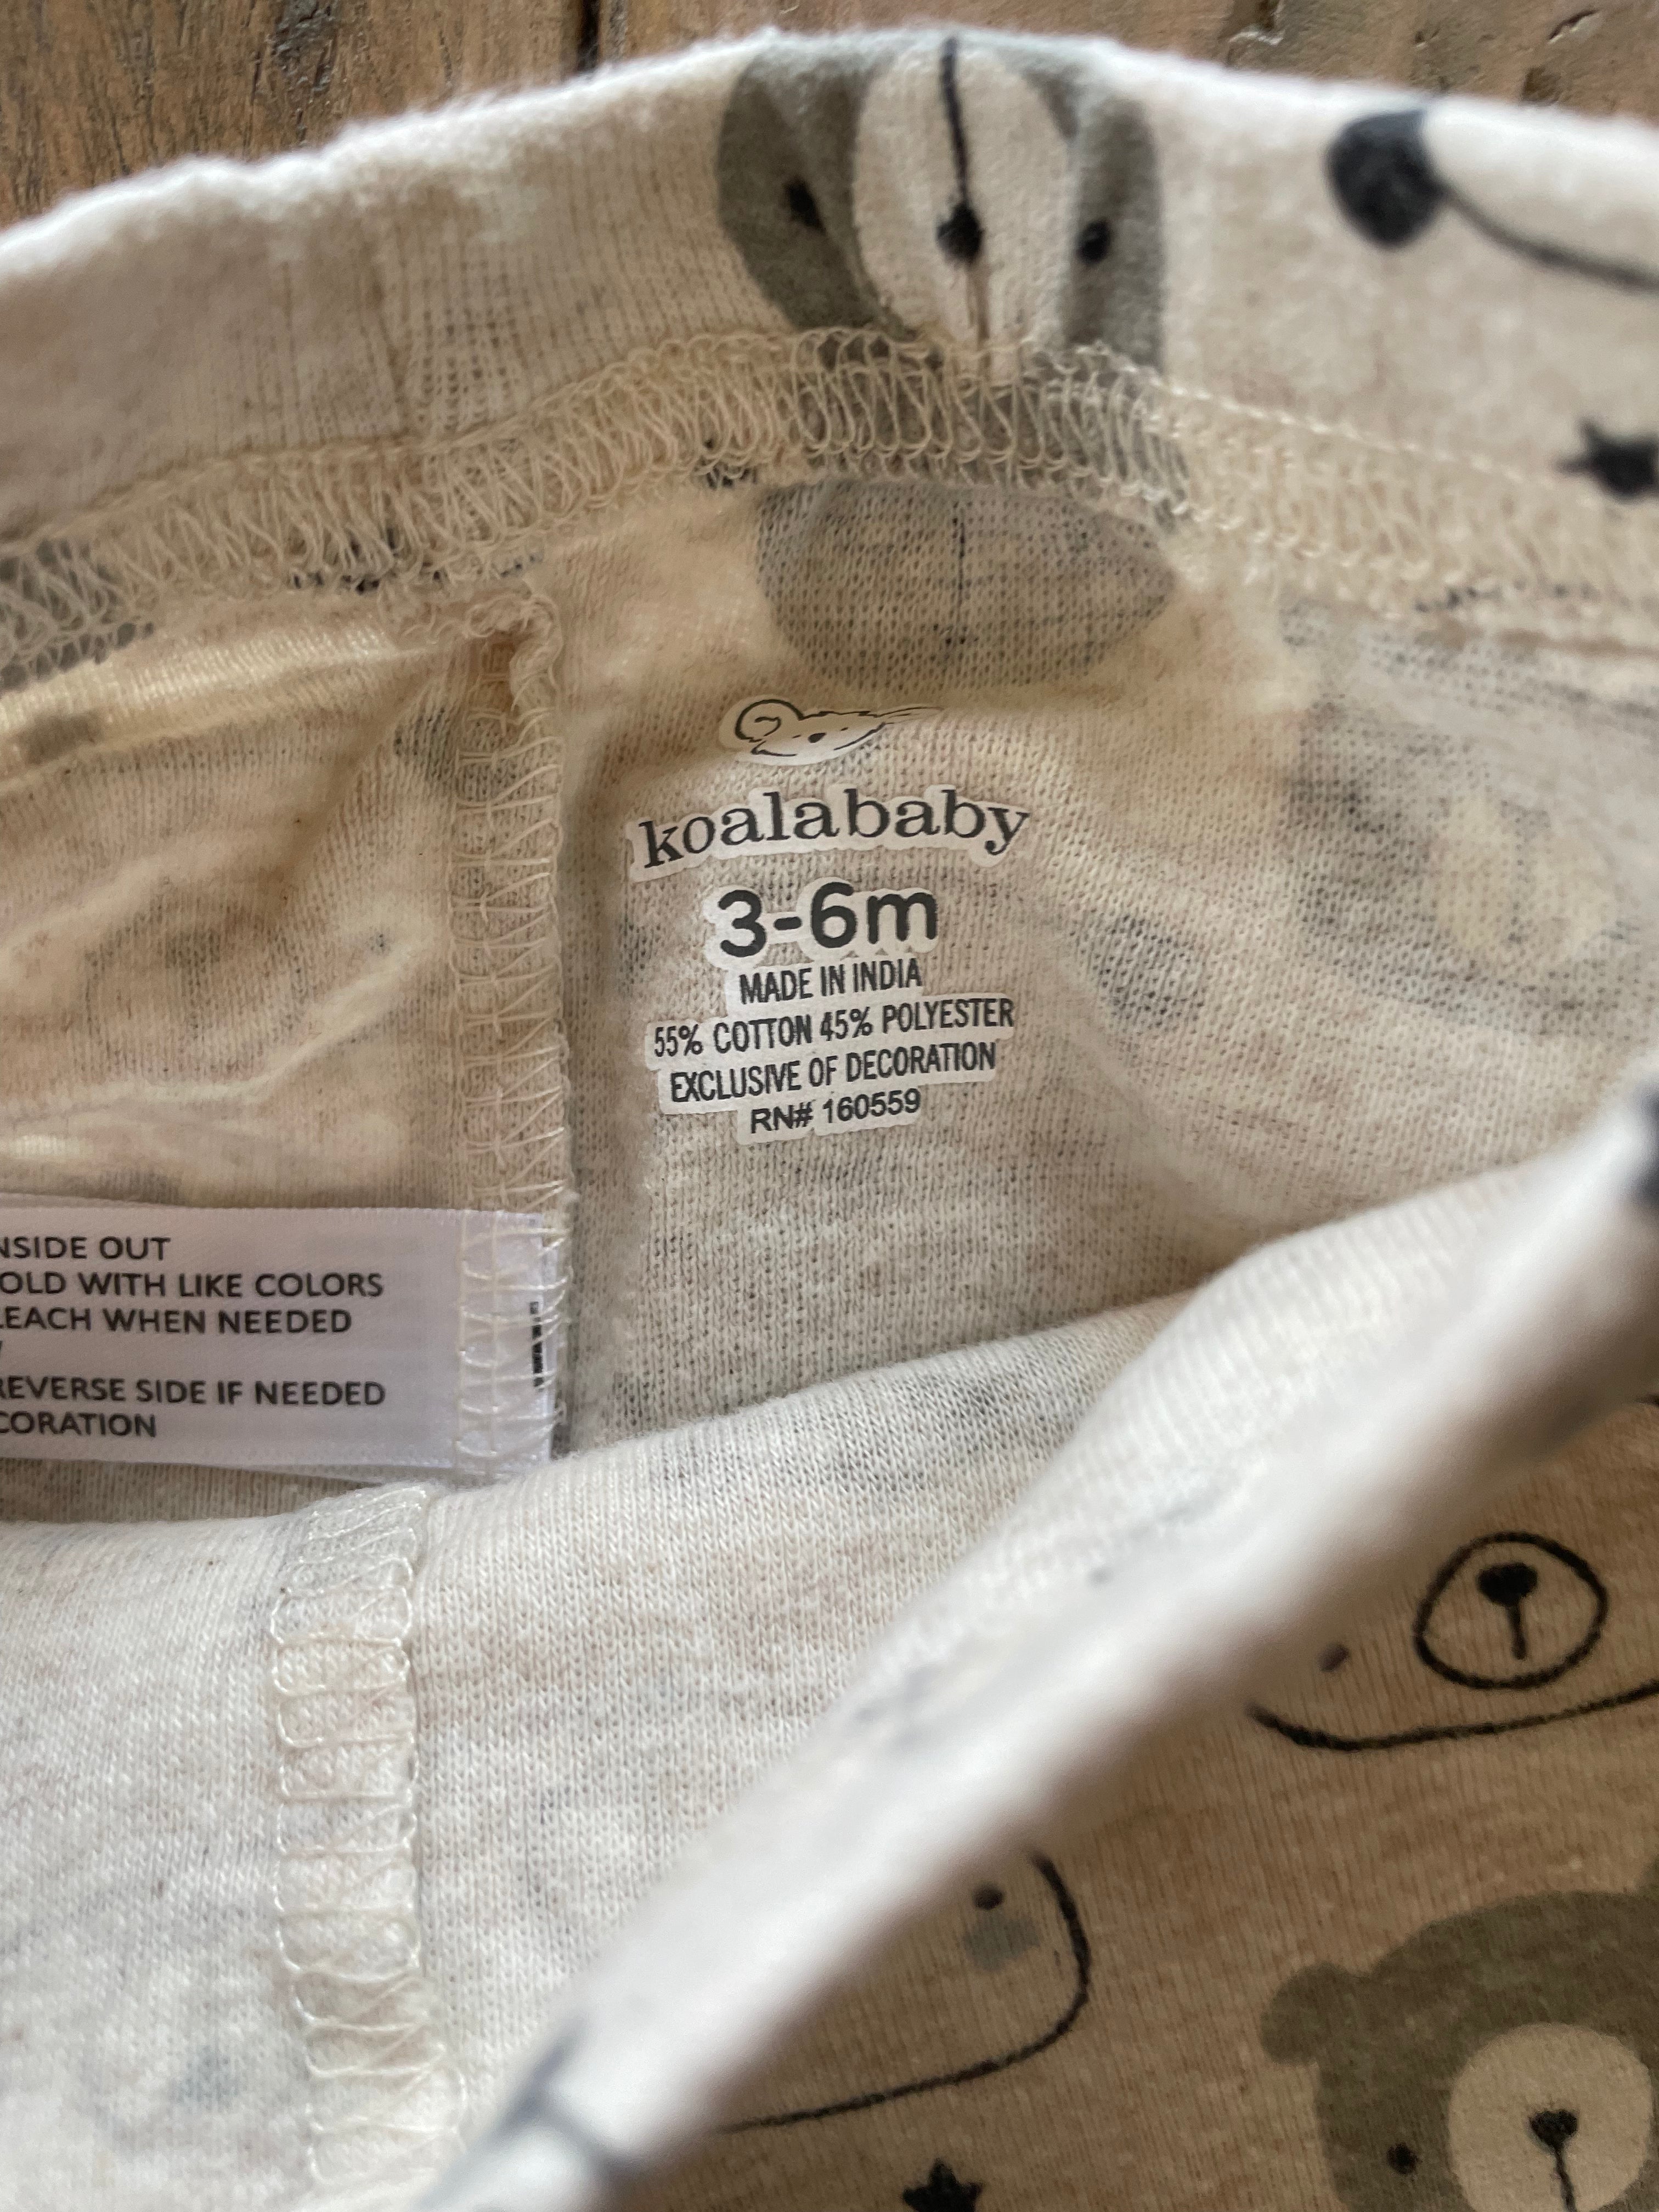 koalababy
3-6m
MADE IN INDIA
55% COTTON 45% POLYESTER
EXCLUSIVE OF DECORATION
RN# 160559
NSIDE OUT
OLD WITH LIKE COLORS
LEACH WHEN NEEDED
REVERSE SIDE IF NEEDED
CORATION